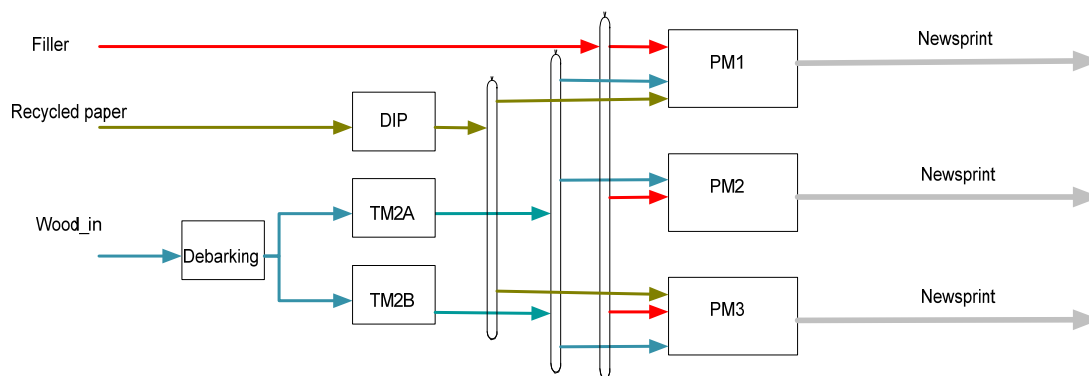 Filler
Newsprint
PM1
Recycled paper
DIP
PM2
Newsprint
TM2A
Wood_in
Debarking
TM2B
PM3
Newsprint